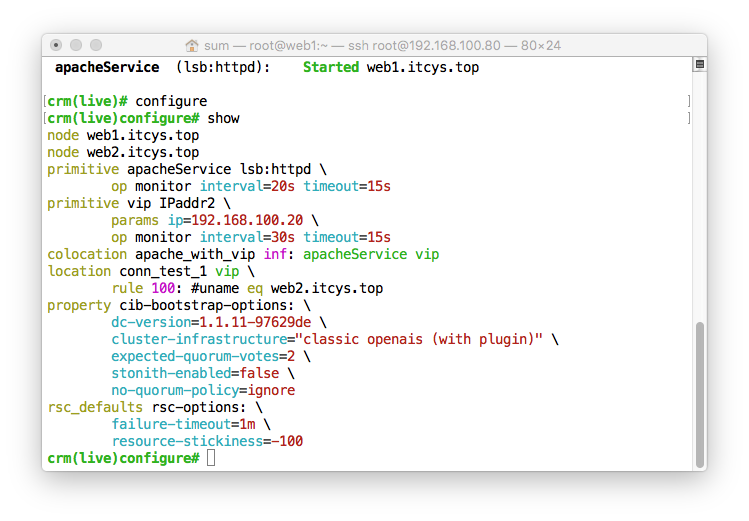 sum — root@web1:~ — ssh root@192.168.100.80 — 80×24
apacheService  (lsb:httpd):    Started web1.itcys.top
[crm(live)# configure ]
[crm(live)configure# show ]
node web1.itcys.top
node web2.itcys.top
primitive apacheService lsb:httpd \
        op monitor interval=20s timeout=15s
primitive vip IPaddr2 \
        params ip=192.168.100.20 \
        op monitor interval=30s timeout=15s
colocation apache_with_vip inf: apacheService vip
location conn_test_1 vip \
        rule 100: #uname eq web2.itcys.top
property cib-bootstrap-options: \
        dc-version=1.1.11-97629de \
        cluster-infrastructure="classic openais (with plugin)" \
        expected-quorum-votes=2 \
        stonith-enabled=false \
        no-quorum-policy=ignore
rsc_defaults rsc-options: \
        failure-timeout=1m \
        resource-stickiness=-100
crm(live)configure#